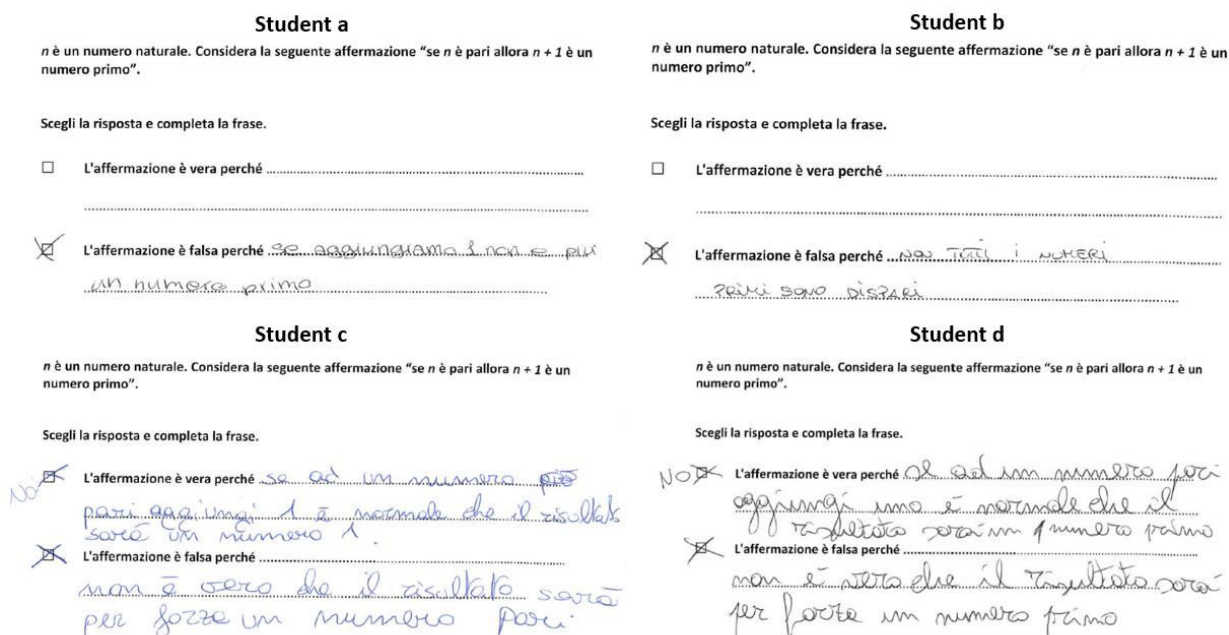 Student a
n è un numero naturale. Considera la seguente affermazione "se n è pari allora n + 1 è un
numero primo".
Scegli la risposta e completa la frase.
L'affermazione è vera perché
L'affermazione è falsa perché se aggiungiamo 1 non e più
un numero primo
Student b
n è un numero naturale. Considera la seguente affermazione "se n è pari allora n + 1 è un
numero primo".
Scegli la risposta e completa la frase.
L'affermazione è vera perché
L'affermazione è falsa perché NON TUTTI I NUMERI
PRIMI SONO DISPARI
Student c
n è un numero naturale. Considera la seguente affermazione "se n è pari allora n + 1 è un
numero primo".
Scegli la risposta e completa la frase.
NO L'affermazione è vera perché se ad un numero
pari aggiungi 1 è normale che il risultato
sarà un numero 1.
L'affermazione è falsa perché
non è vero che il risultato sarà
per forza un numero pari.
Student d
n è un numero naturale. Considera la seguente affermazione "se n è pari allora n + 1 è un
numero primo".
Scegli la risposta e completa la frase.
NO L'affermazione è vera perché se ad un numero pari
aggiungi uno è normale che il
risultato sarà un numero primo
L'affermazione è falsa perché
non è vero che il risultato sarà
per forza un numero primo